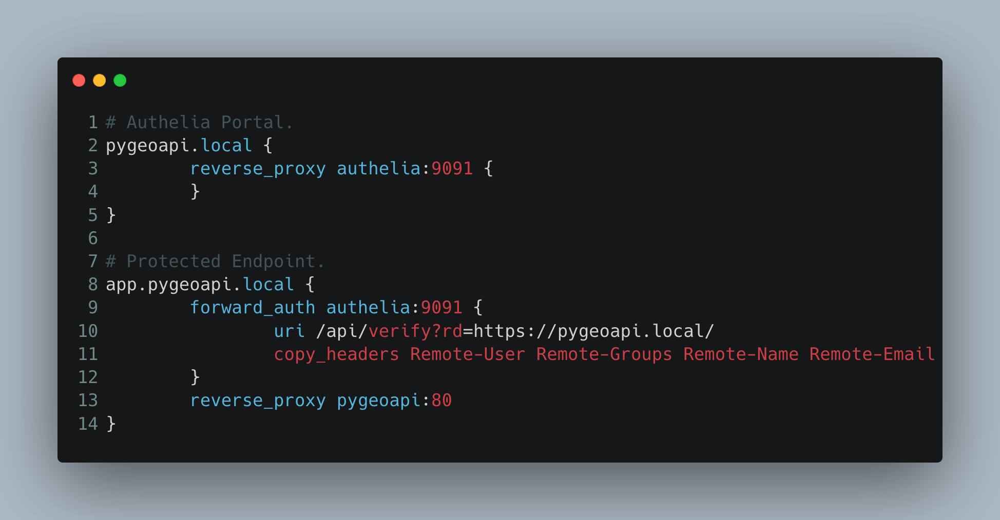 1 # Authelia Portal.
2 pygeoapi.local {
3         reverse_proxy authelia:9091 {
4         }
5 }
6
7 # Protected Endpoint.
8 app.pygeoapi.local {
9         forward_auth authelia:9091 {
10                 uri /api/verify?rd=https://pygeoapi.local/
11                 copy_headers Remote-User Remote-Groups Remote-Name Remote-Email
12         }
13         reverse_proxy pygeoapi:80
14 }